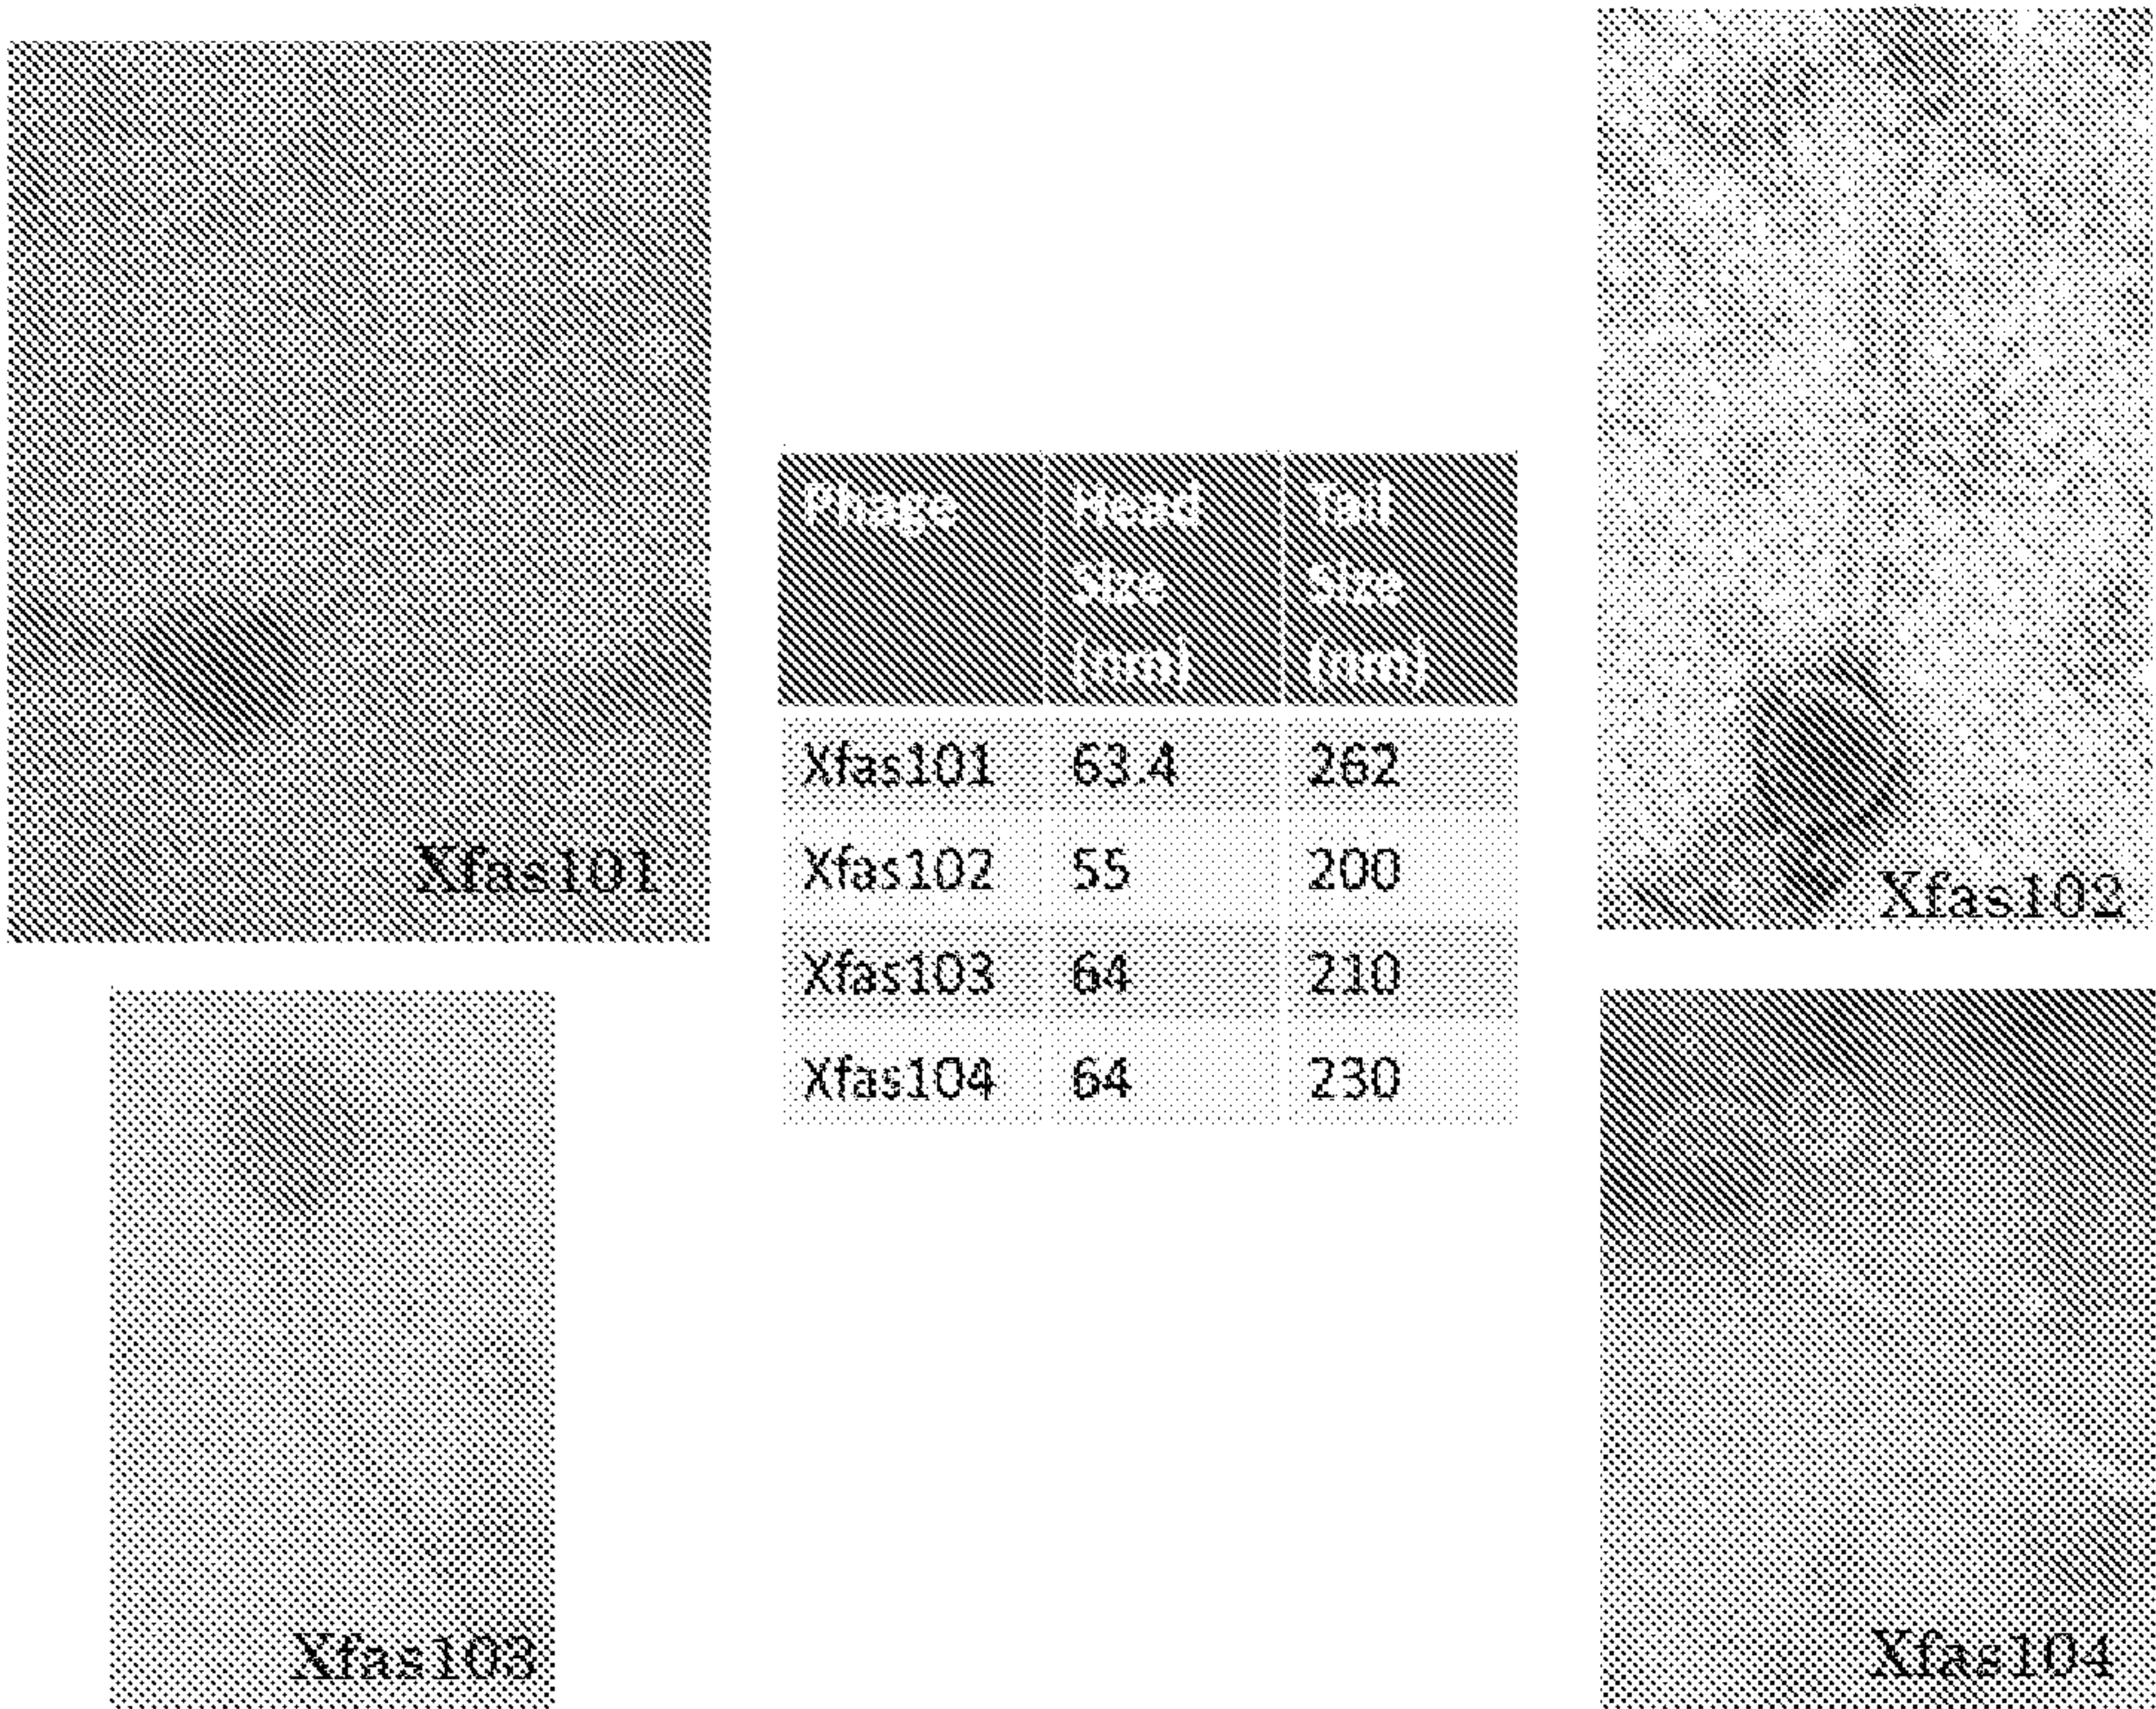 Xfas101
Phage Head Size (nm) Tail Size (nm)
Xfas101 63.4 262
Xfas102 55 200
Xfas103 64 210
Xfas104 64 230
Xfas102
Xfas103
Xfas104